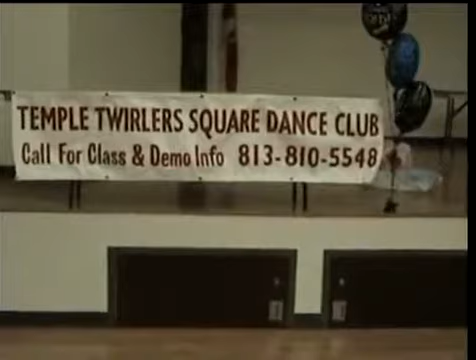 TEMPLE TWIRLERS SQUARE DANCE CLUB
Call For Class & Demo Info 813-810-5548